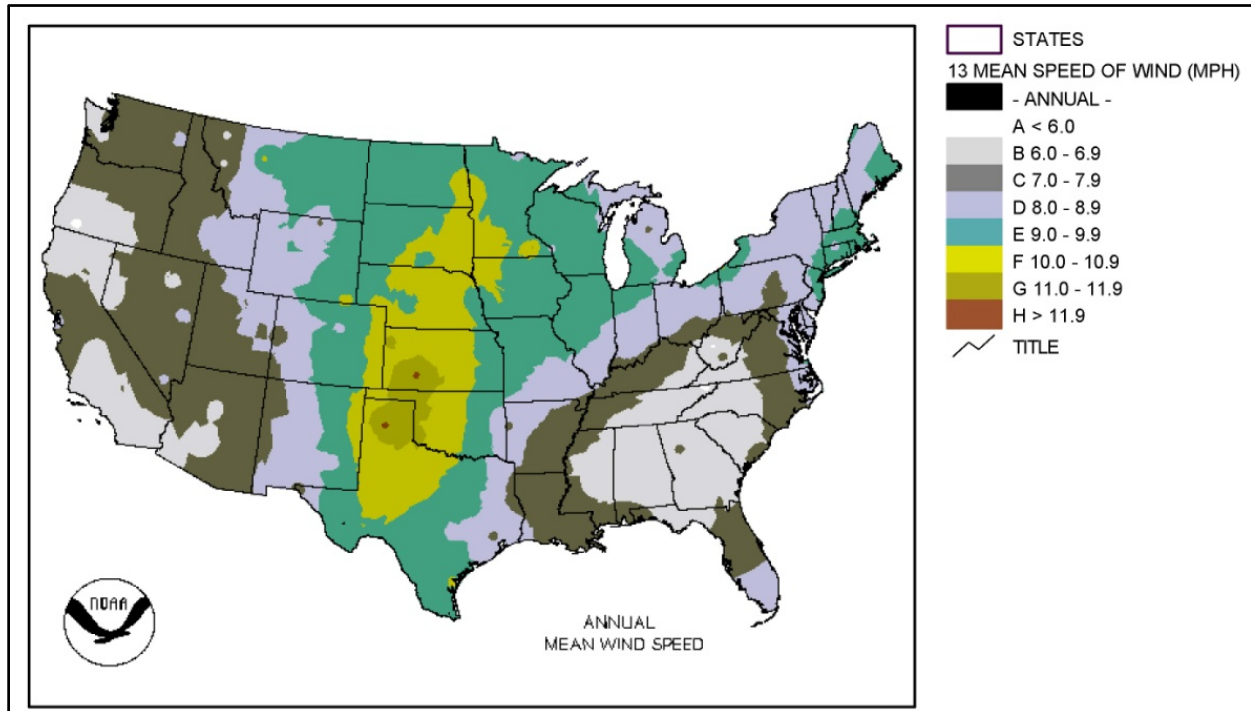 STATES
13 MEAN SPEED OF WIND (MPH)
- ANNUAL -
A < 6.0
B 6.0 - 6.9
C 7.0 - 7.9
D 8.0 - 8.9
E 9.0 - 9.9
F 10.0 - 10.9
G 11.0 - 11.9
H > 11.9
TITLE
NOAA
ANNUAL
MEAN WIND SPEED